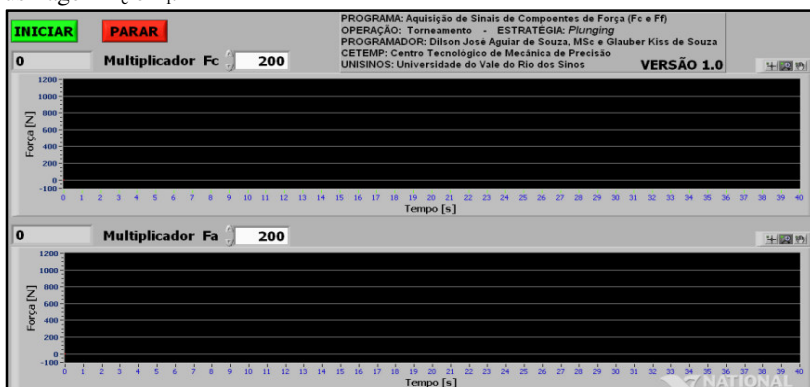 PROGRAMA: Aquisição de Sinais de Compoentes de Força (Fc e Ff)
OPERAÇÃO: Torneamento - ESTRATÉGIA: Plunging
PROGRAMADOR: Dilson José Aguiar de Souza, MSc e Glauber Kiss de Souza
CETEMP: Centro Tecnológico de Mecânica de Precisão
UNISINOS: Universidade do Vale do Rio dos Sinos VERSÃO 1.0
INICIAR PARAR
0 Multiplicador Fc 200
Força [N]
1200
1000
800
600
400
200
0
-100
0 1 2 3 4 5 6 7 8 9 10 11 12 13 14 15 16 17 18 19 20 21 22 23 24 25 26 27 28 29 30 31 32 33 34 35 36 37 38 39 40
Tempo [s]
0 Multiplicador Fa 200
Força [N]
1200
1000
800
600
400
200
0
-100
0 1 2 3 4 5 6 7 8 9 10 11 12 13 14 15 16 17 18 19 20 21 22 23 24 25 26 27 28 29 30 31 32 33 34 35 36 37 38 39 40
Tempo [s]
NATIONAL